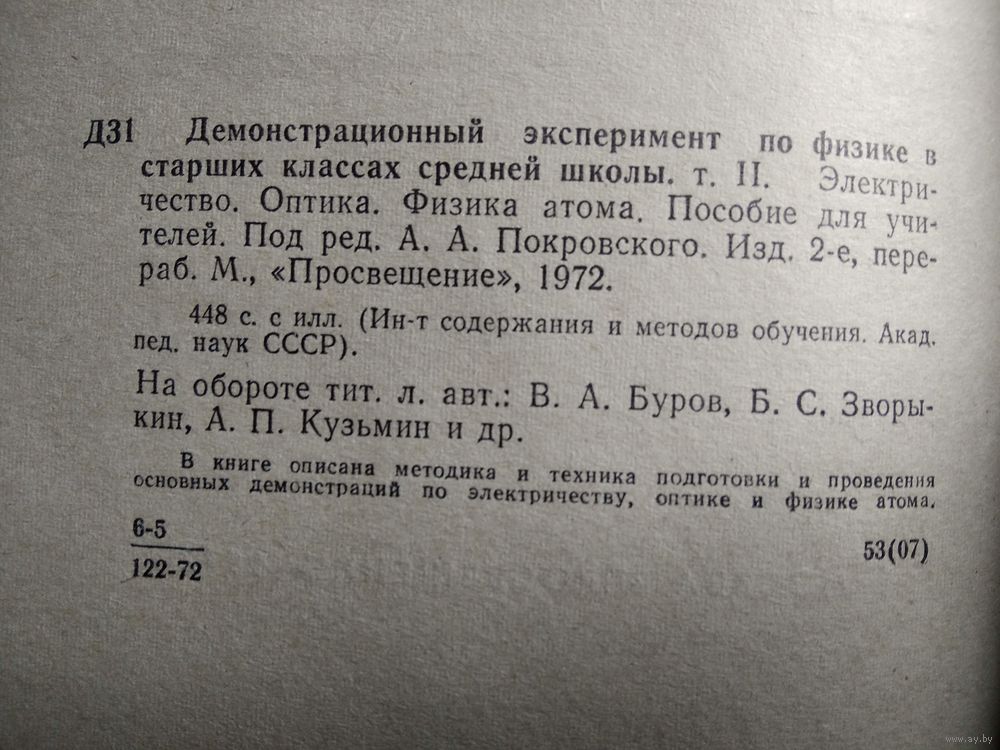 Д31 Демонстрационный эксперимент по физике в
старших классах средней школы. т. II. Электри-
чество. Оптика. Физика атома. Пособие для учи-
телей. Под ред. А. А. Покровского. Изд. 2-е, пере-
раб. М., «Просвещение», 1972.
448 с. с илл. (Ин-т содержания и методов обучения. Акад.
пед. наук СССР).
На обороте тит. л. авт.: В. А. Буров, Б. С. Зворы-
кин, А. П. Кузьмин и др.
В книге описана методика и техника подготовки и проведения
основных демонстраций по электричеству, оптике и физике атома.
6-5
122-72
53(07)
www.ay.by